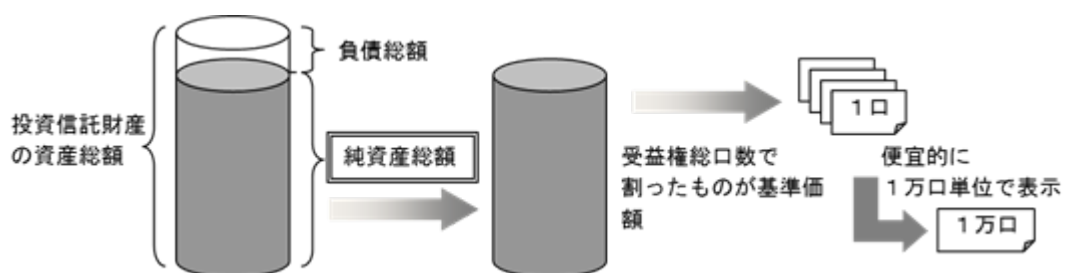 負債総額
投資信託財産
の資産総額
純資産総額
受益権総口数で
割ったものが基準価
額
１口
便宜的に
１万口単位で表示
１万口